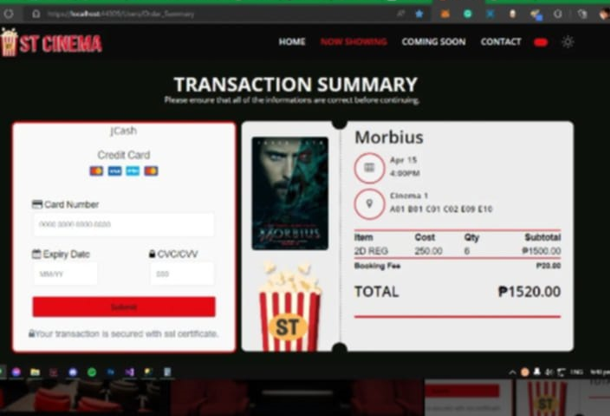 https://localhost:44309/Users/Order_Summary
ST CINEMA
HOME NOW SHOWING COMING SOON CONTACT
TRANSACTION SUMMARY
Please ensure that all of the informations are correct before continuing.
JCash
Credit Card
Card Number
0000 0000 0000 0000
Expiry Date CVC/CVV
MM/YY 000
Submit
Your transaction is secured with ssl certificate.
MORBIUS
ST
Morbius
Apr 15
4:00PM
Cinema 1
A01 B01 C01 C02 E09 E10
Item Cost Qty Subtotal
2D REG 250.00 6 ₱1500.00
Booking Fee ₱20.00
TOTAL ₱1520.00
ENG